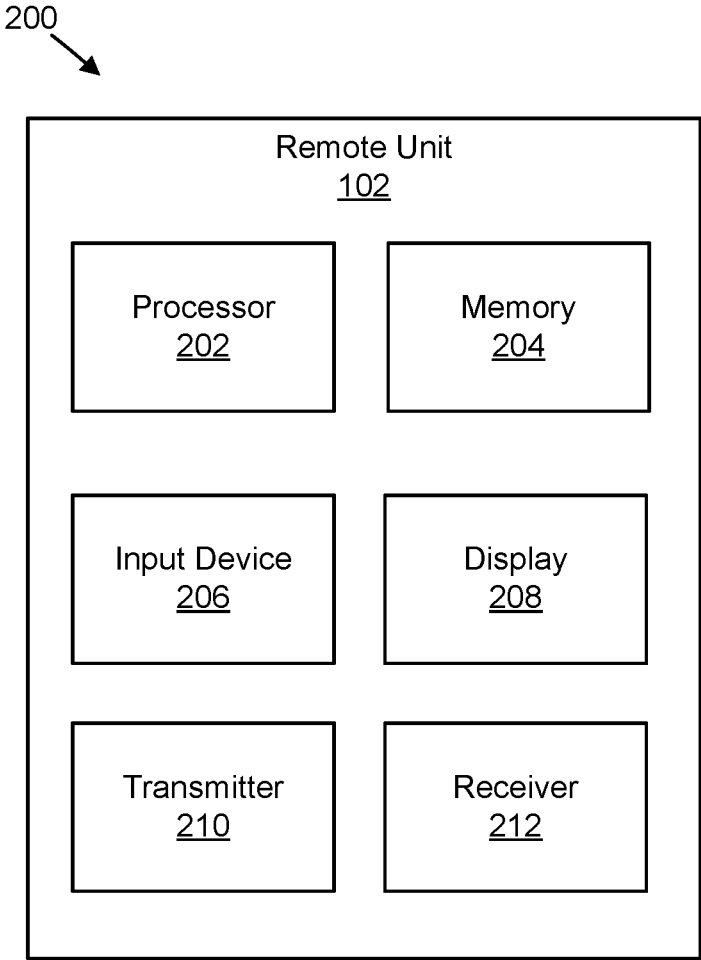 200
Remote Unit
102
Processor
202
Memory
204
Input Device
206
Display
208
Transmitter
210
Receiver
212